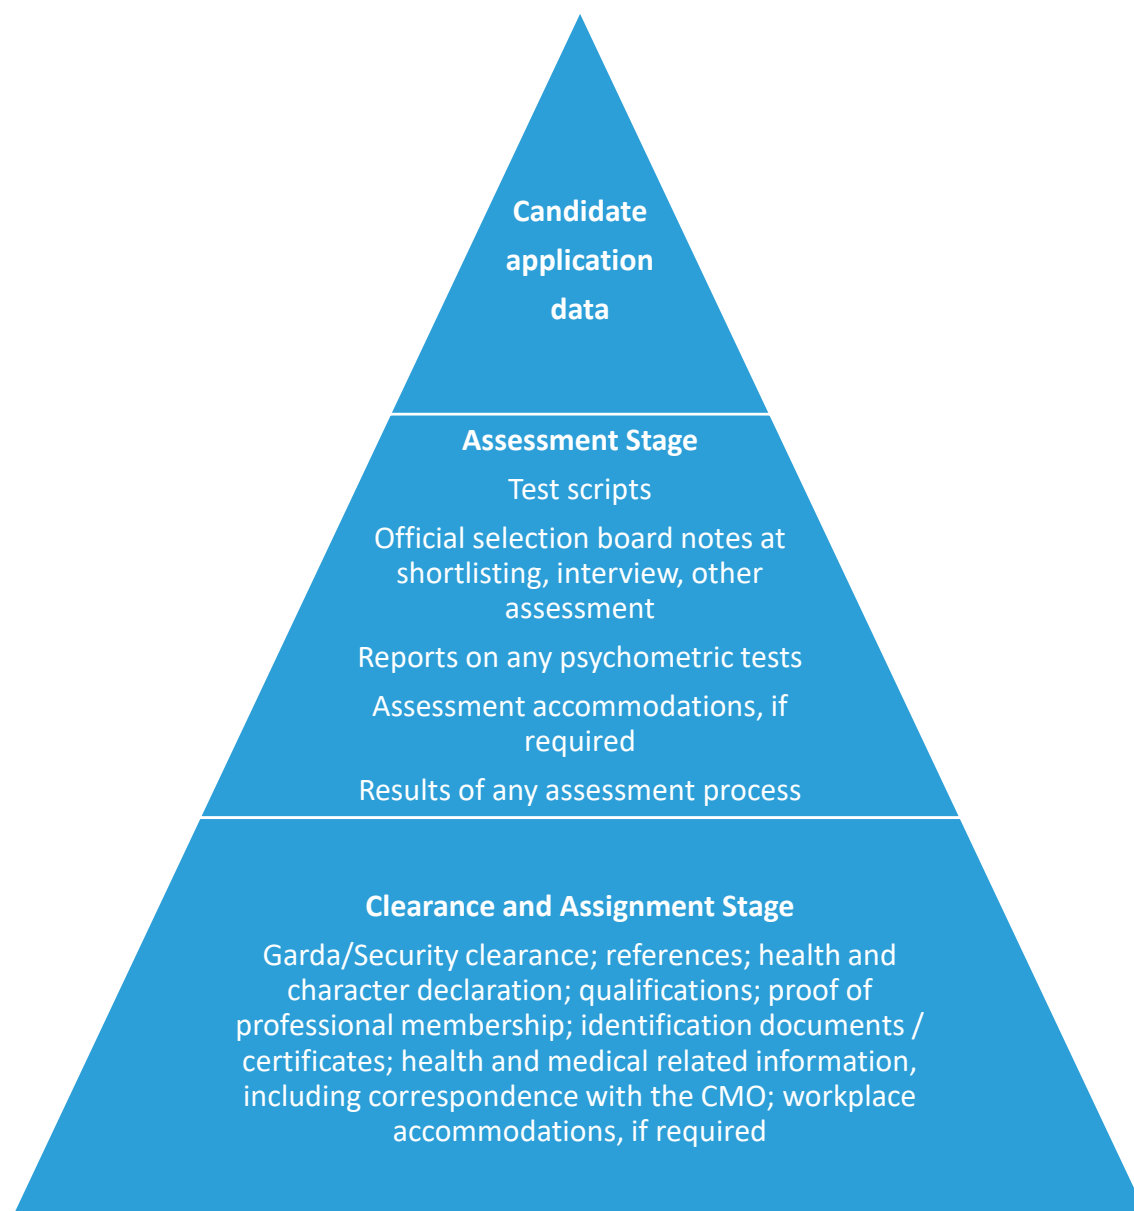 Candidate
application
data
Assessment Stage
Test scripts
Official selection board notes at
shortlisting, interview, other
assessment
Reports on any psychometric tests
Assessment accommodations, if
required
Results of any assessment process
Clearance and Assignment Stage
Garda/Security clearance; references; health and
character declaration; qualifications; proof of
professional membership; identification documents /
certificates; health and medical related information,
including correspondence with the CMO; workplace
accommodations, if required